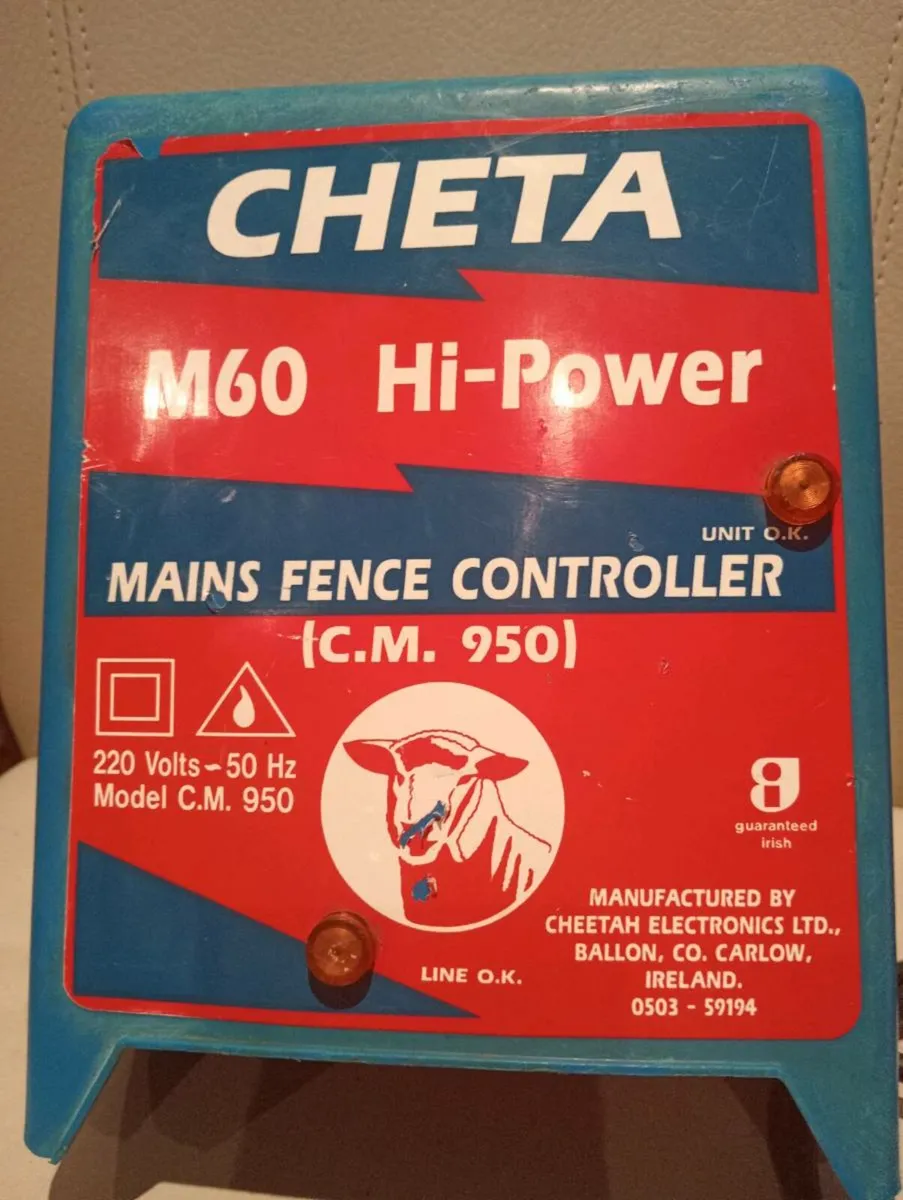 CHETA
M60 Hi-Power
UNIT O.K.
MAINS FENCE CONTROLLER
(C.M. 950)
220 Volts ~ 50 Hz
Model C.M. 950
guaranteed
irish
MANUFACTURED BY
CHEETAH ELECTRONICS LTD.,
BALLON, CO. CARLOW,
IRELAND.
0503 - 59194
LINE O.K.